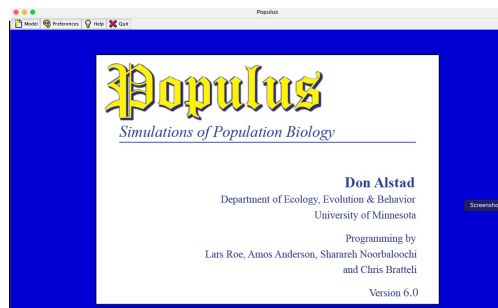 Populus
Model Preferences Help Quit
Populus
Simulations of Population Biology
Don Alstad
Department of Ecology, Evolution & Behavior
University of Minnesota
Screensho
Programming by
Lars Roe, Amos Anderson, Sharareh Noorbaloochi
and Chris Bratteli
Version 6.0